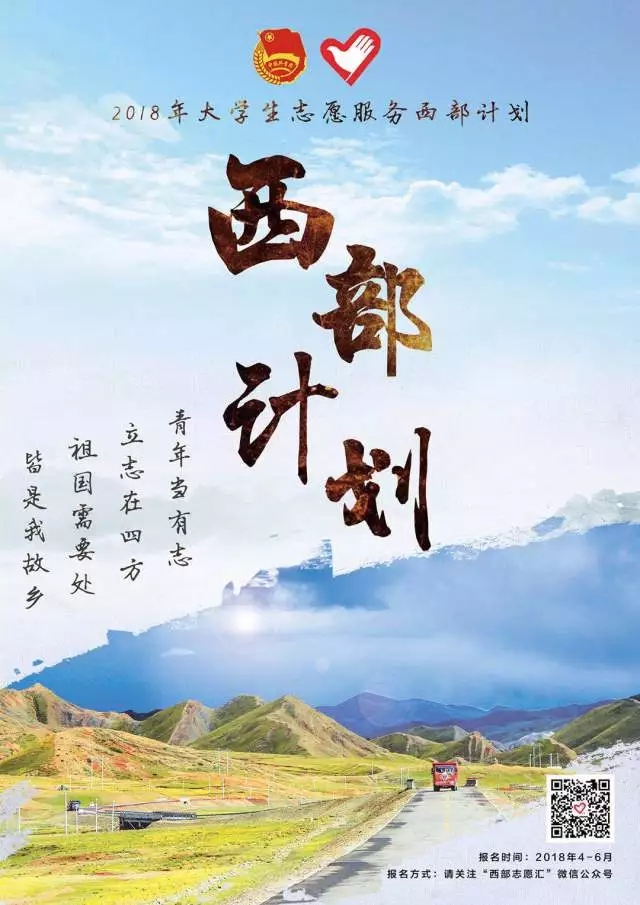 2018年大学生志愿服务西部计划
西部计划
青年当有志
立志在四方
祖国需要处
皆是我故乡
报名时间：2018年4-6月
报名方式：请关注“西部志愿汇”微信公众号